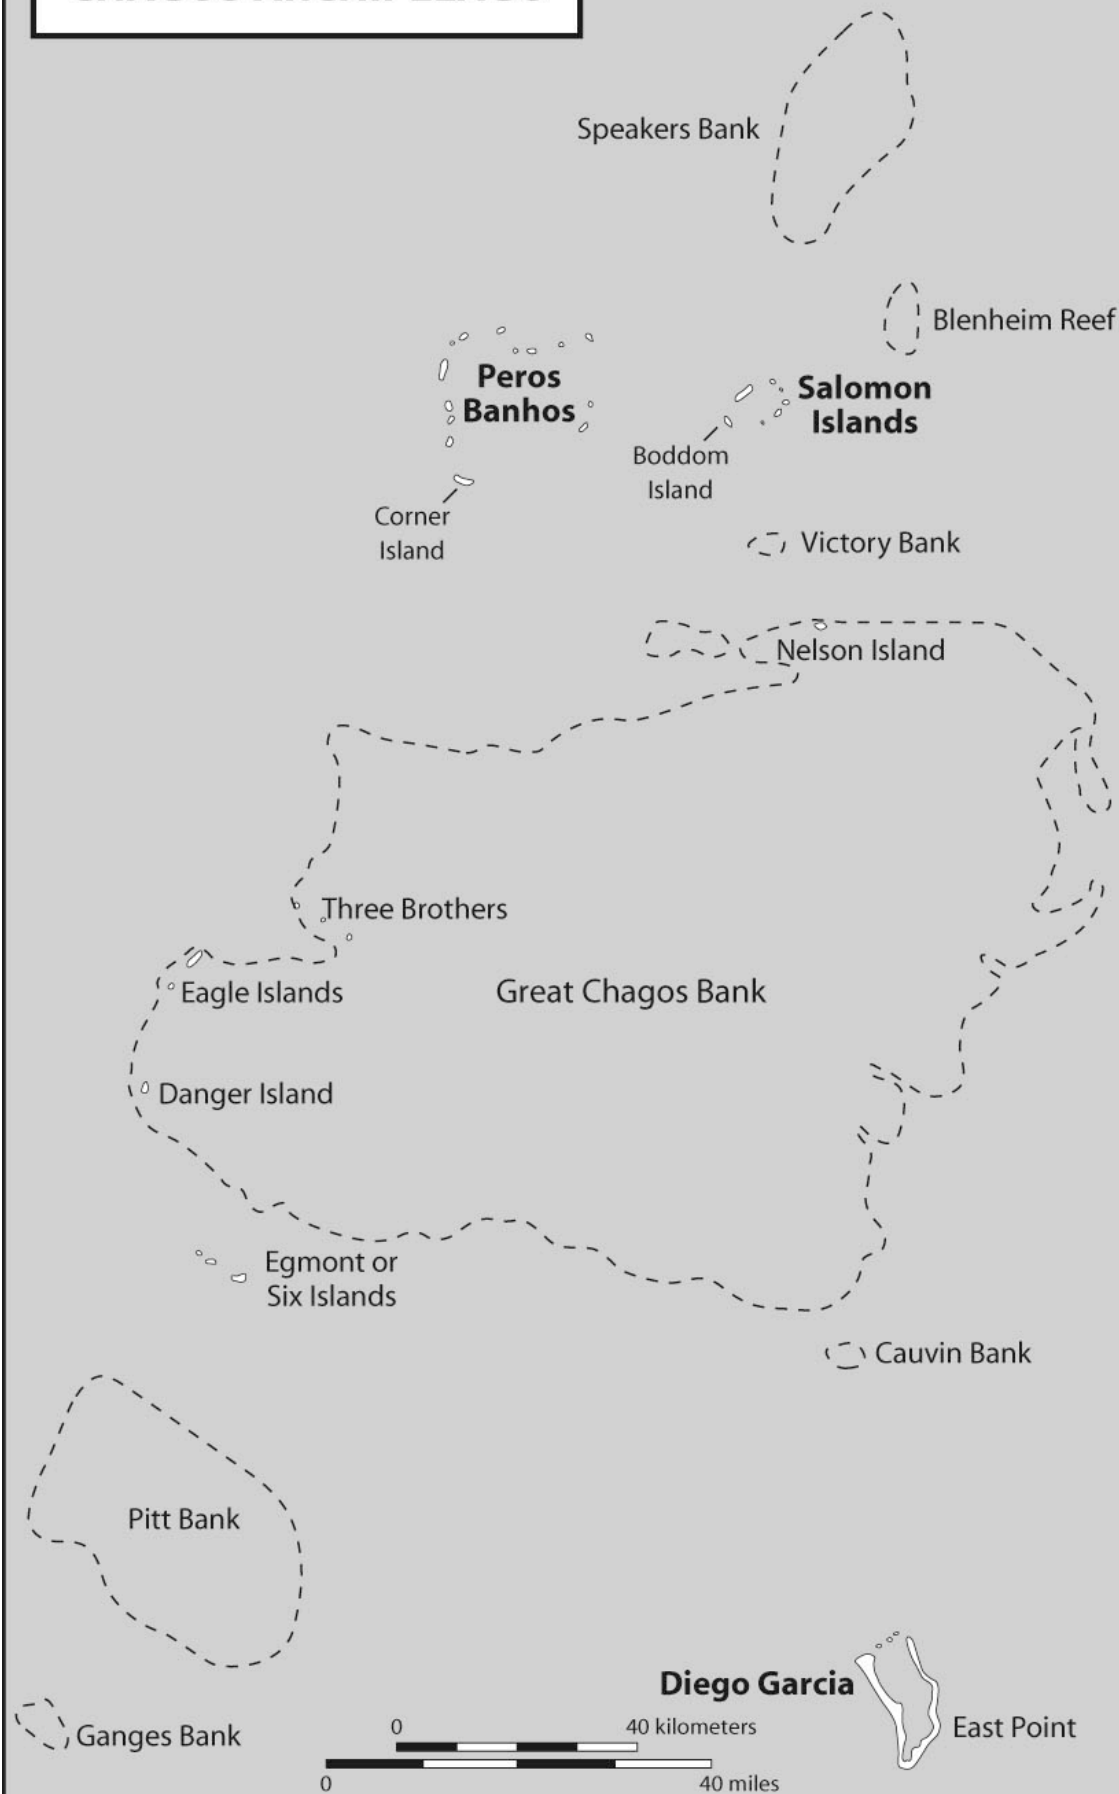 Speakers Bank
Blenheim Reef
Peros
Banhos
Salomon
Islands
Boddom
Island
Corner
Island
Victory Bank
Nelson Island
Three Brothers
Eagle Islands
Great Chagos Bank
Danger Island
Egmont or
Six Islands
Cauvin Bank
Pitt Bank
Diego Garcia
East Point
Ganges Bank
0 40 kilometers
0 40 miles